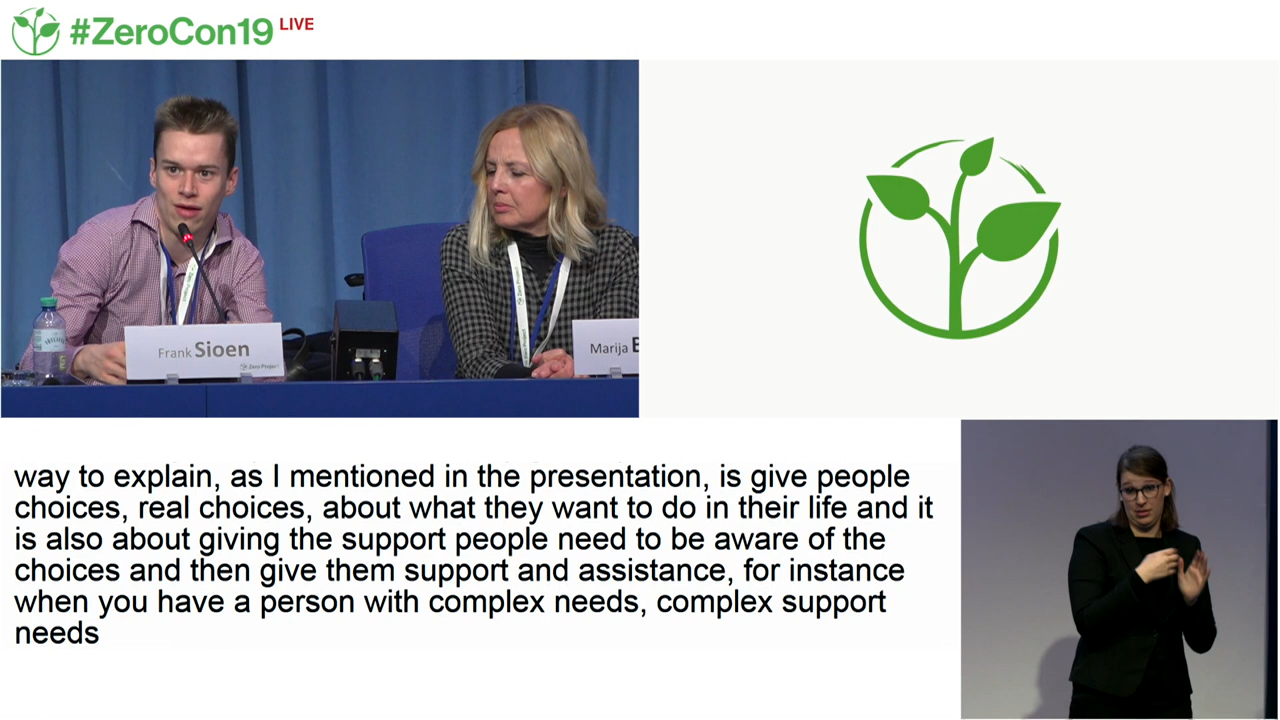 #ZeroCon19 LIVE
Frank Sioen
Zero Project
Marija
way to explain, as I mentioned in the presentation, is give people
choices, real choices, about what they want to do in their life and it
is also about giving the support people need to be aware of the
choices and then give them support and assistance, for instance
when you have a person with complex needs, complex support
needs